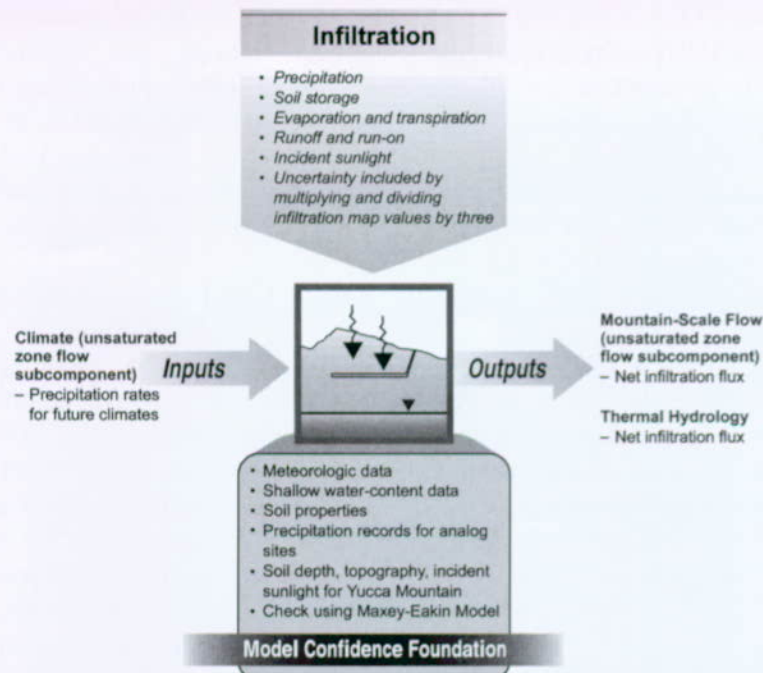 Infiltration
• Precipitation
• Soil storage
• Evaporation and transpiration
• Runoff and run-on
• Incident sunlight
• Uncertainty included by
multiplying and dividing
infiltration map values by three
Climate (unsaturated
zone flow
subcomponent)
– Precipitation rates
for future climates
Inputs
Outputs
Mountain-Scale Flow
(unsaturated zone
flow subcomponent)
– Net infiltration flux
Thermal Hydrology
– Net infiltration flux
• Meteorologic data
• Shallow water-content data
• Soil properties
• Precipitation records for analog
sites
• Soil depth, topography, incident
sunlight for Yucca Mountain
• Check using Maxey-Eakin Model
Model Confidence Foundation